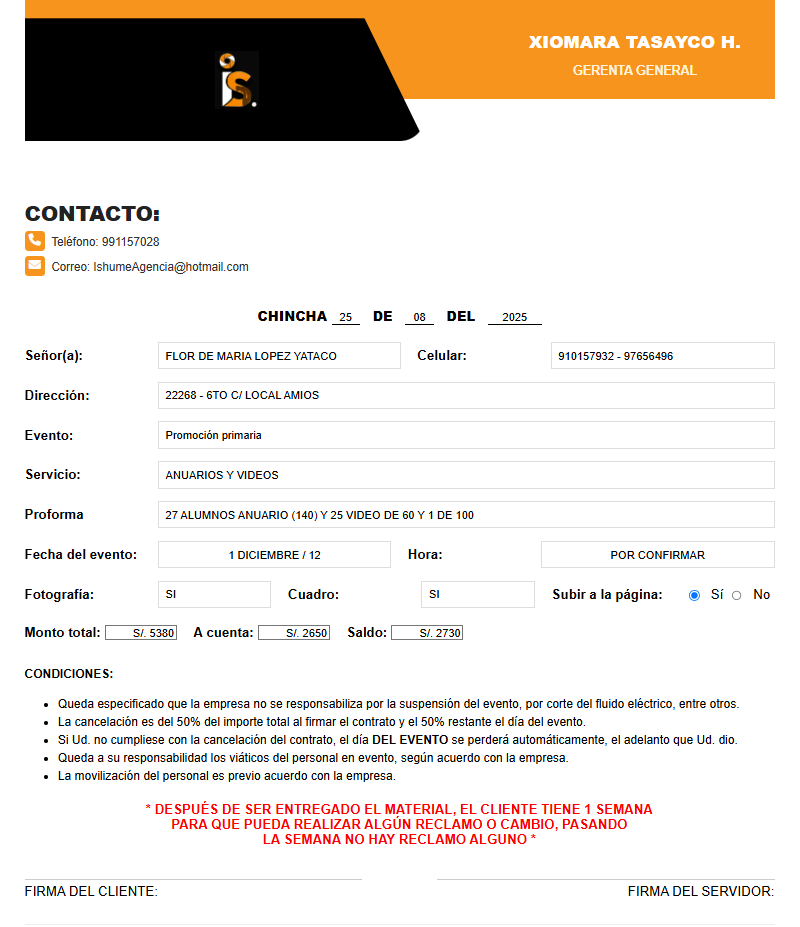 XIOMARA TASAYCO H.
GERENTA GENERAL
is.
CONTACTO:
Teléfono: 991157028
Correo: IshumeAgencia@hotmail.com
CHINCHA 25 DE 08 DEL 2025
Señor(a): FLOR DE MARIA LOPEZ YATACO Celular: 910157932 - 97656496
Dirección: 22268 - 6TO C/ LOCAL AMIOS
Evento: Promoción primaria
Servicio: ANUARIOS Y VIDEOS
Proforma 27 ALUMNOS ANUARIO (140) Y 25 VIDEO DE 60 Y 1 DE 100
Fecha del evento: 1 DICIEMBRE / 12 Hora: POR CONFIRMAR
Fotografía: SI Cuadro: SI Subir a la página: Sí No
Monto total: S/. 5380 A cuenta: S/. 2650 Saldo: S/. 2730
CONDICIONES:
• Queda especificado que la empresa no se responsabiliza por la suspensión del evento, por corte del fluido eléctrico, entre otros.
• La cancelación es del 50% del importe total al firmar el contrato y el 50% restante el día del evento.
• Si Ud. no cumpliese con la cancelación del contrato, el día DEL EVENTO se perderá automáticamente, el adelanto que Ud. dio.
• Queda a su responsabilidad los viáticos del personal en evento, según acuerdo con la empresa.
• La movilización del personal es previo acuerdo con la empresa.
* DESPUÉS DE SER ENTREGADO EL MATERIAL, EL CLIENTE TIENE 1 SEMANA
PARA QUE PUEDA REALIZAR ALGÚN RECLAMO O CAMBIO, PASANDO
LA SEMANA NO HAY RECLAMO ALGUNO *
FIRMA DEL CLIENTE: FIRMA DEL SERVIDOR: